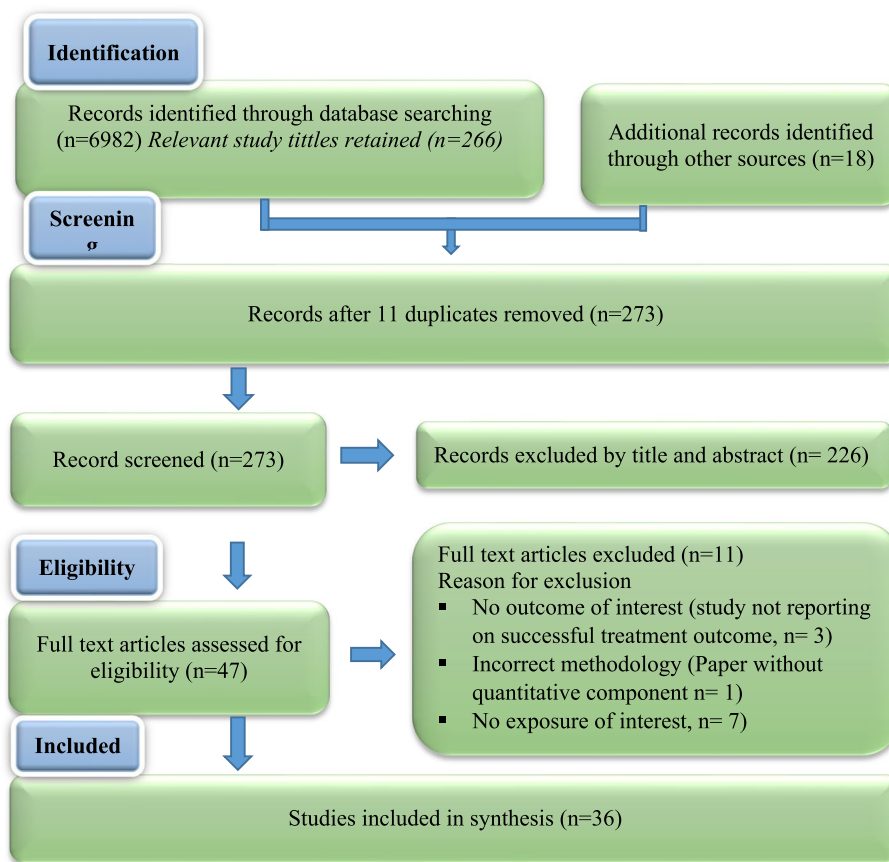 Identification
Records identified through database searching
(n=6982) Relevant study tittles retained (n=266)
Additional records identified
through other sources (n=18)
Screenin
g
Records after 11 duplicates removed (n=273)
Record screened (n=273)
Records excluded by title and abstract (n= 226)
Eligibility
Full text articles assessed for
eligibility (n=47)
Full text articles excluded (n=11)
Reason for exclusion
▪ No outcome of interest (study not reporting
on successful treatment outcome, n= 3)
▪ Incorrect methodology (Paper without
quantitative component n= 1)
▪ No exposure of interest, n= 7)
Included
Studies included in synthesis (n=36)